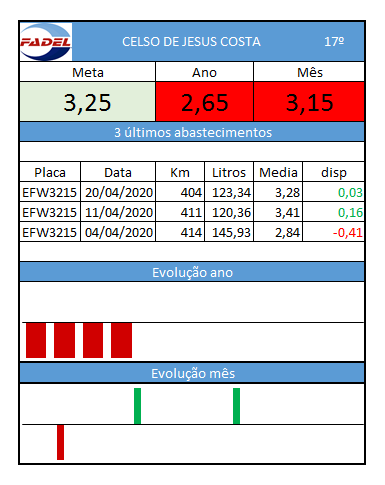 FADEL CELSO DE JESUS COSTA 17º
Meta Ano Mês
3,25 2,65 3,15
3 últimos abastecimentos
Placa Data Km Litros Media disp
EFW3215 20/04/2020 404 123,34 3,28 0,03
EFW3215 11/04/2020 411 120,36 3,41 0,16
EFW3215 04/04/2020 414 145,93 2,84 -0,41
Evolução ano
Evolução mês